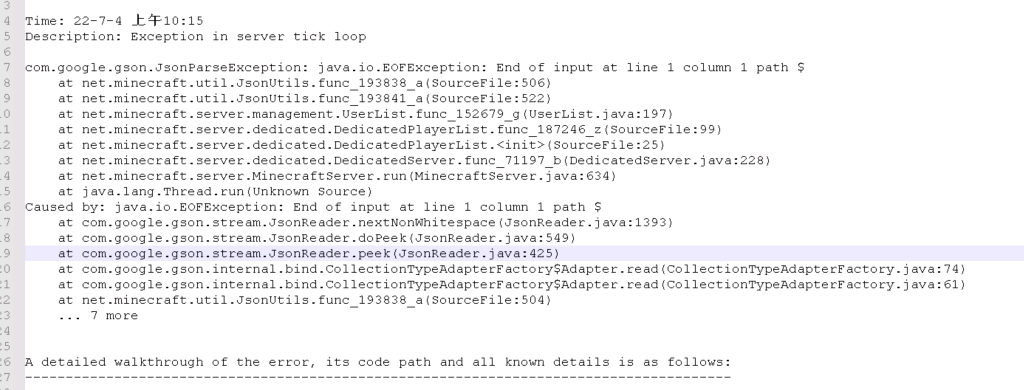 3
4 Time: 22-7-4 上午10:15
5 Description: Exception in server tick loop
6
7 com.google.gson.JsonParseException: java.io.EOFException: End of input at line 1 column 1 path $
8 at net.minecraft.util.JsonUtils.func_193838_a(SourceFile:506)
9 at net.minecraft.util.JsonUtils.func_193841_a(SourceFile:522)
.0 at net.minecraft.server.management.UserList.func_152679_g(UserList.java:197)
.1 at net.minecraft.server.dedicated.DedicatedPlayerList.func_187246_z(SourceFile:99)
.2 at net.minecraft.server.dedicated.DedicatedPlayerList.<init>(SourceFile:25)
.3 at net.minecraft.server.dedicated.DedicatedServer.func_71197_b(DedicatedServer.java:228)
.4 at net.minecraft.server.MinecraftServer.run(MinecraftServer.java:634)
.5 at java.lang.Thread.run(Unknown Source)
.6 Caused by: java.io.EOFException: End of input at line 1 column 1 path $
.7 at com.google.gson.stream.JsonReader.nextNonWhitespace(JsonReader.java:1393)
.8 at com.google.gson.stream.JsonReader.doPeek(JsonReader.java:549)
.9 at com.google.gson.stream.JsonReader.peek(JsonReader.java:425)
20 at com.google.gson.internal.bind.CollectionTypeAdapterFactory$Adapter.read(CollectionTypeAdapterFactory.java:74)
21 at com.google.gson.internal.bind.CollectionTypeAdapterFactory$Adapter.read(CollectionTypeAdapterFactory.java:61)
22 at net.minecraft.util.JsonUtils.func_193838_a(SourceFile:504)
23 ... 7 more
24
25
26 A detailed walkthrough of the error, its code path and all known details is as follows:
27 ---------------------------------------------------------------------------------------